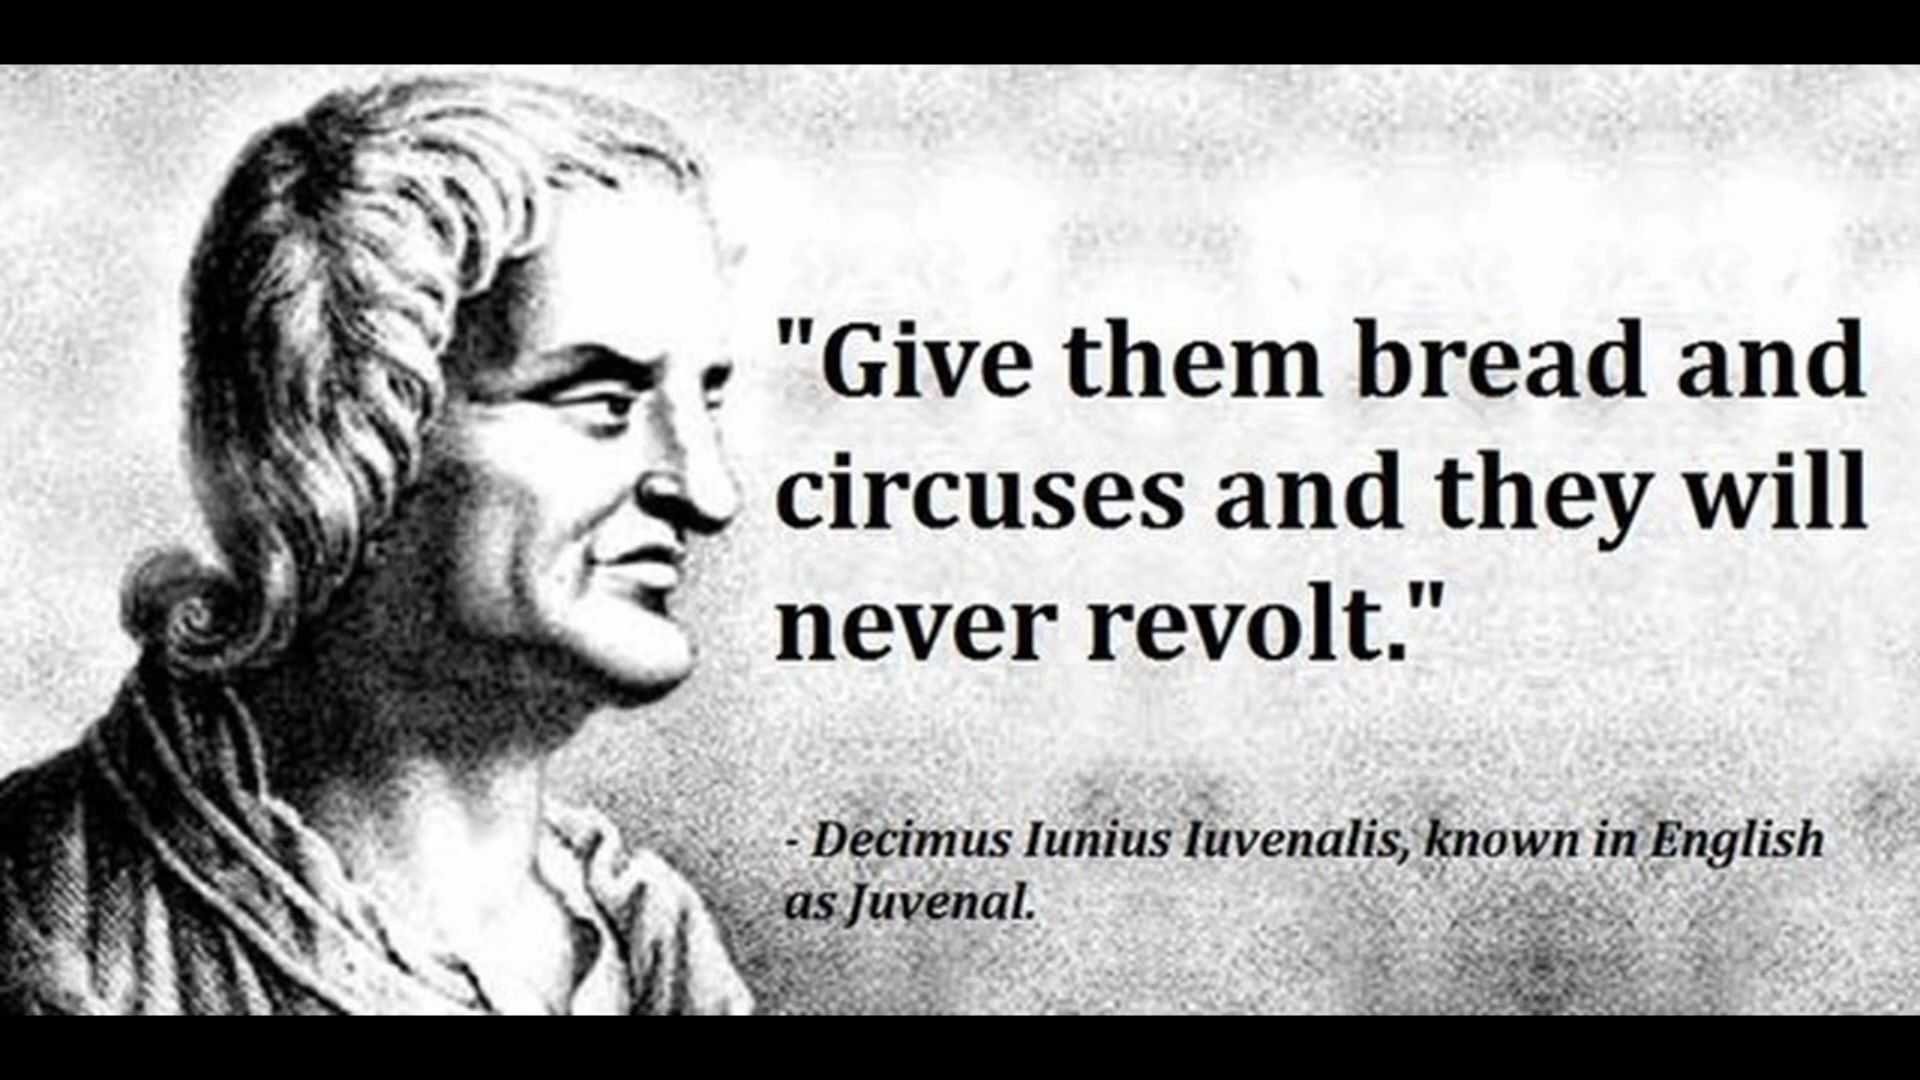 "Give them bread and
circuses and they will
never revolt."
- Decimus Iunius Iuvenalis, known in English
as Juvenal.